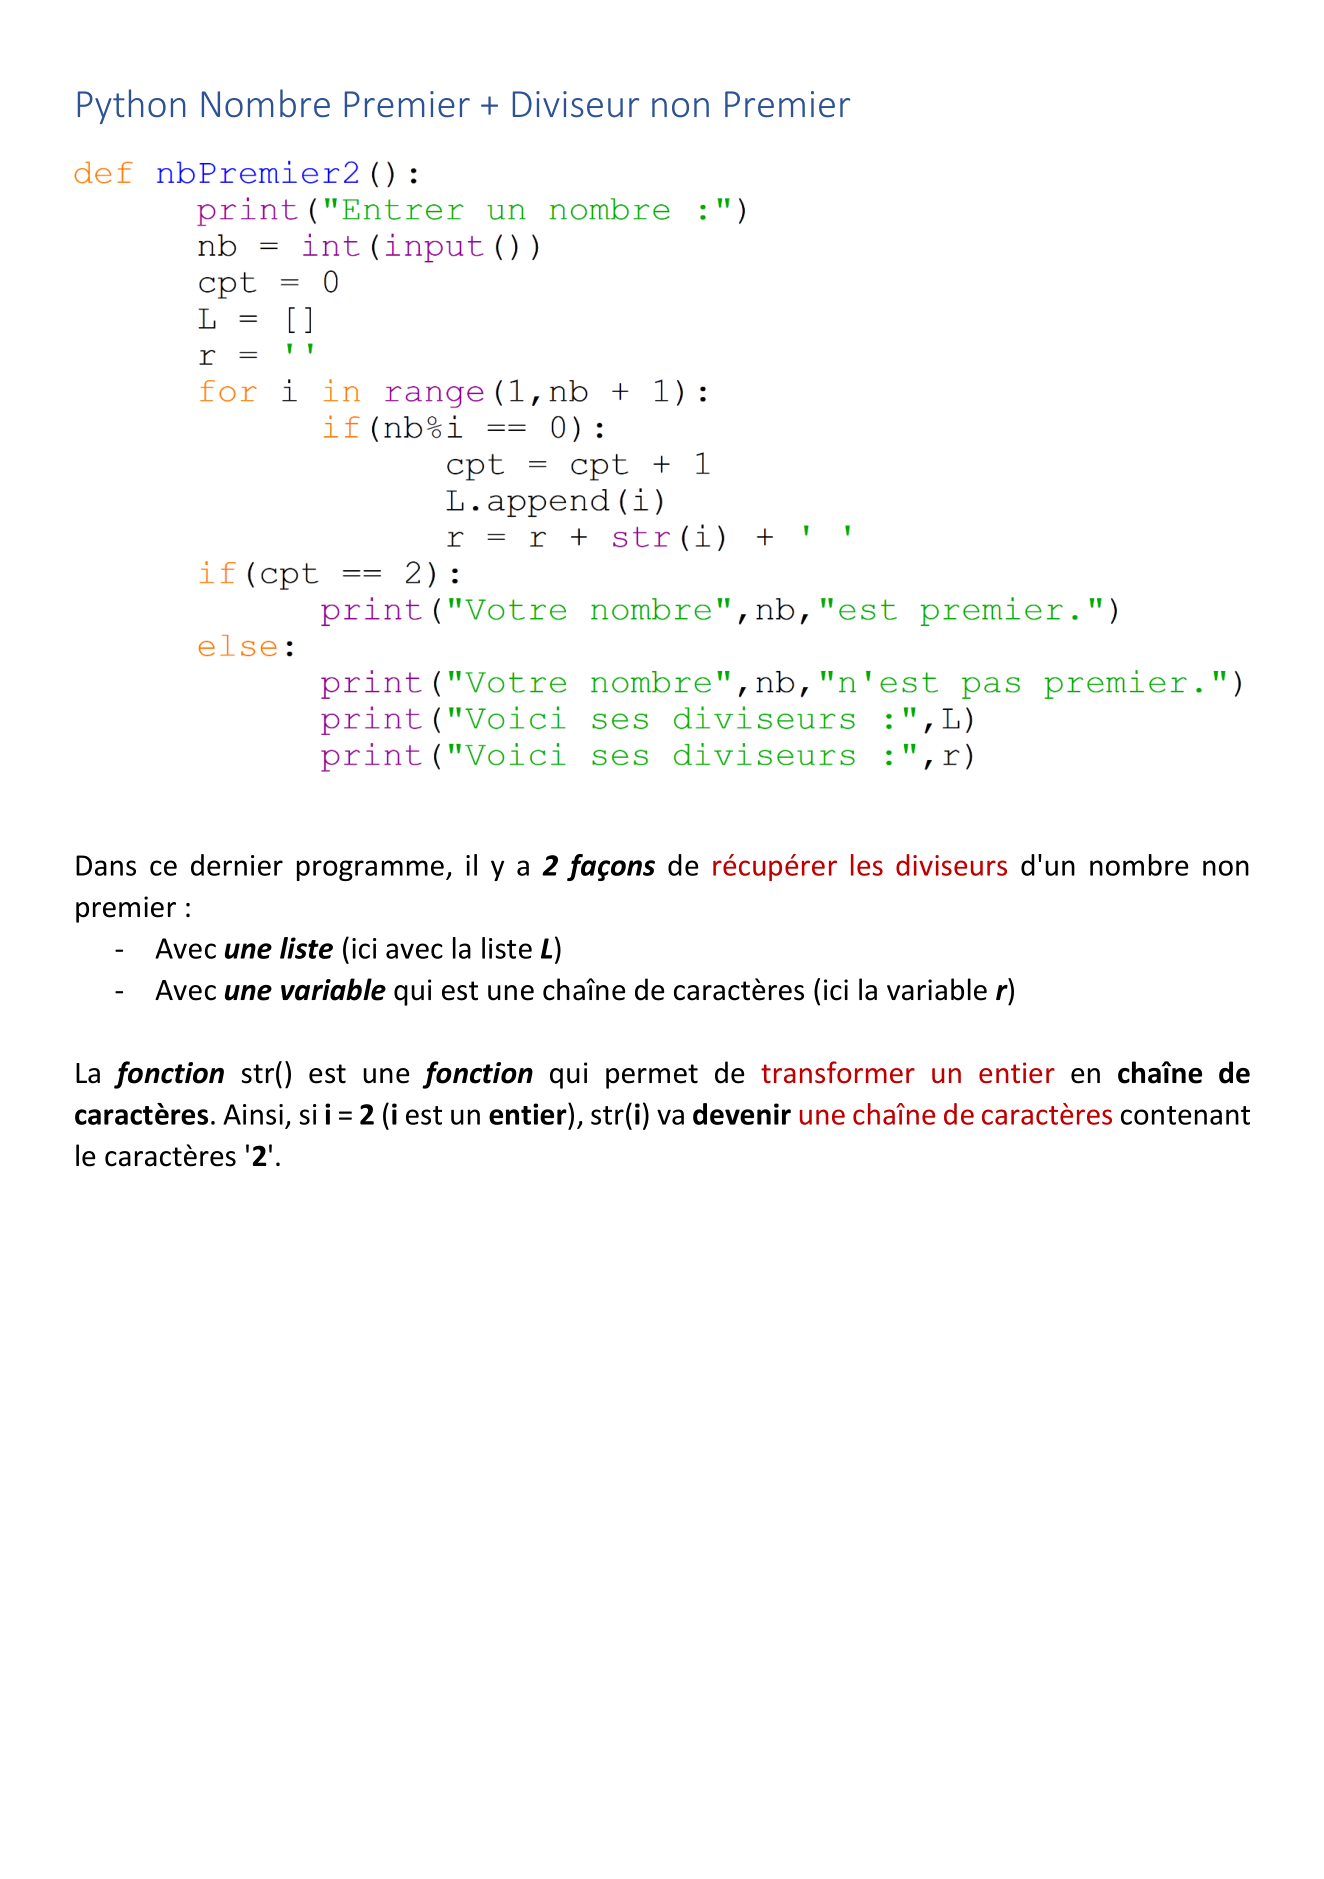 Python Nombre Premier + Diviseur non Premier
def nbPremier2():
print("Entrer un nombre :")
nb = int(input())
cpt = 0
L = []
r = ''
for i in range(1,nb + 1):
if(nb%i == 0):
cpt = cpt + 1
L.append(i)
r = r + str(i) + ' '
if(cpt == 2):
print("Votre nombre",nb,"est premier.")
else:
print("Votre nombre",nb,"n'est pas premier.")
print("Voici ses diviseurs :",L)
print("Voici ses diviseurs :",r)
Dans ce dernier programme, il y a 2 façons de récupérer les diviseurs d'un nombre non
premier :
- Avec une liste (ici avec la liste L)
- Avec une variable qui est une chaîne de caractères (ici la variable r)
La fonction str() est une fonction qui permet de transformer un entier en chaîne de
caractères. Ainsi, si i = 2 (i est un entier), str(i) va devenir une chaîne de caractères contenant
le caractères '2'.